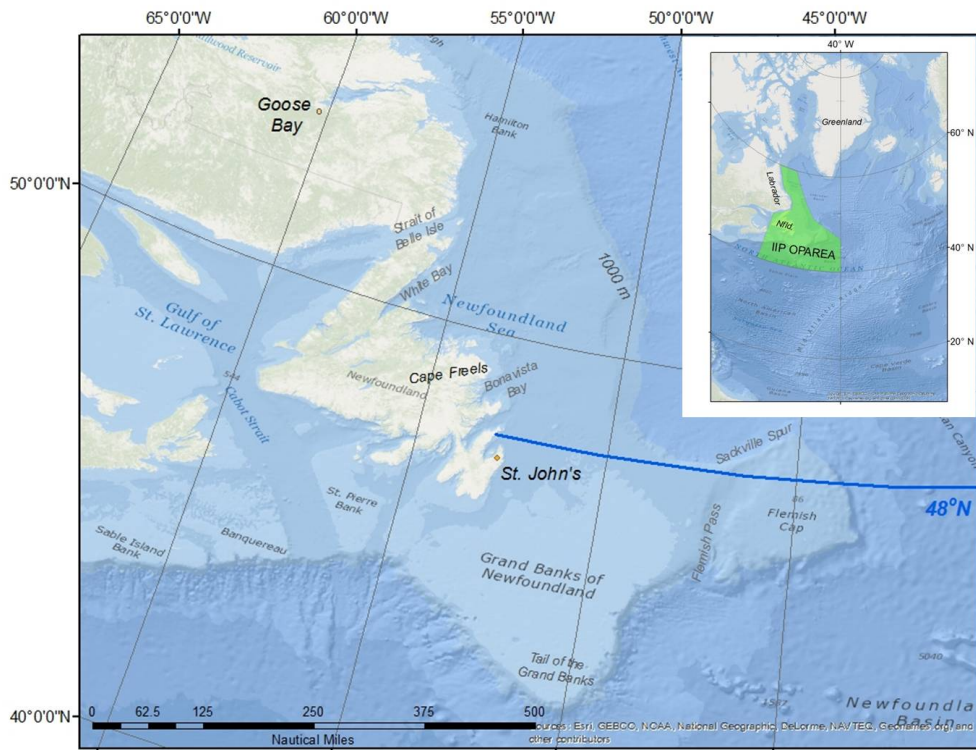 65°0'0"W
60°0'0"W
55°0'0"W
50°0'0"W
45°0'0"W
Reservoir
Goose
Bay
Hamilton
Bank
50°0'0"N
Strait of
Belle Isle
White Bay
1000 m
Gulf of
St. Lawrence
Newfoundland
Sea
544
Cabot Strait
Newfoundland
Cape Freels
Bonavista
Bay
St. John's
Sackville Spur
48°N
66
Flemish
Cap
Flemish Pass
St. Pierre
Bank
Sable Island
Bank
Banquereau
Grand Banks of
Newfoundland
Tail of the
Grand Banks
5040
Newfoundla
Basin
40°0'0"N
0 62.5 125 250 375 500
Nautical Miles
ources: Esri, GEBCO, NOAA, National Geographic, DeLorme, NAVTEQ, Geonames.org, and
other contributors
40° W
Greenland
60° N
Labrador
Nfld.
IIP OPAREA
40° N
20° N